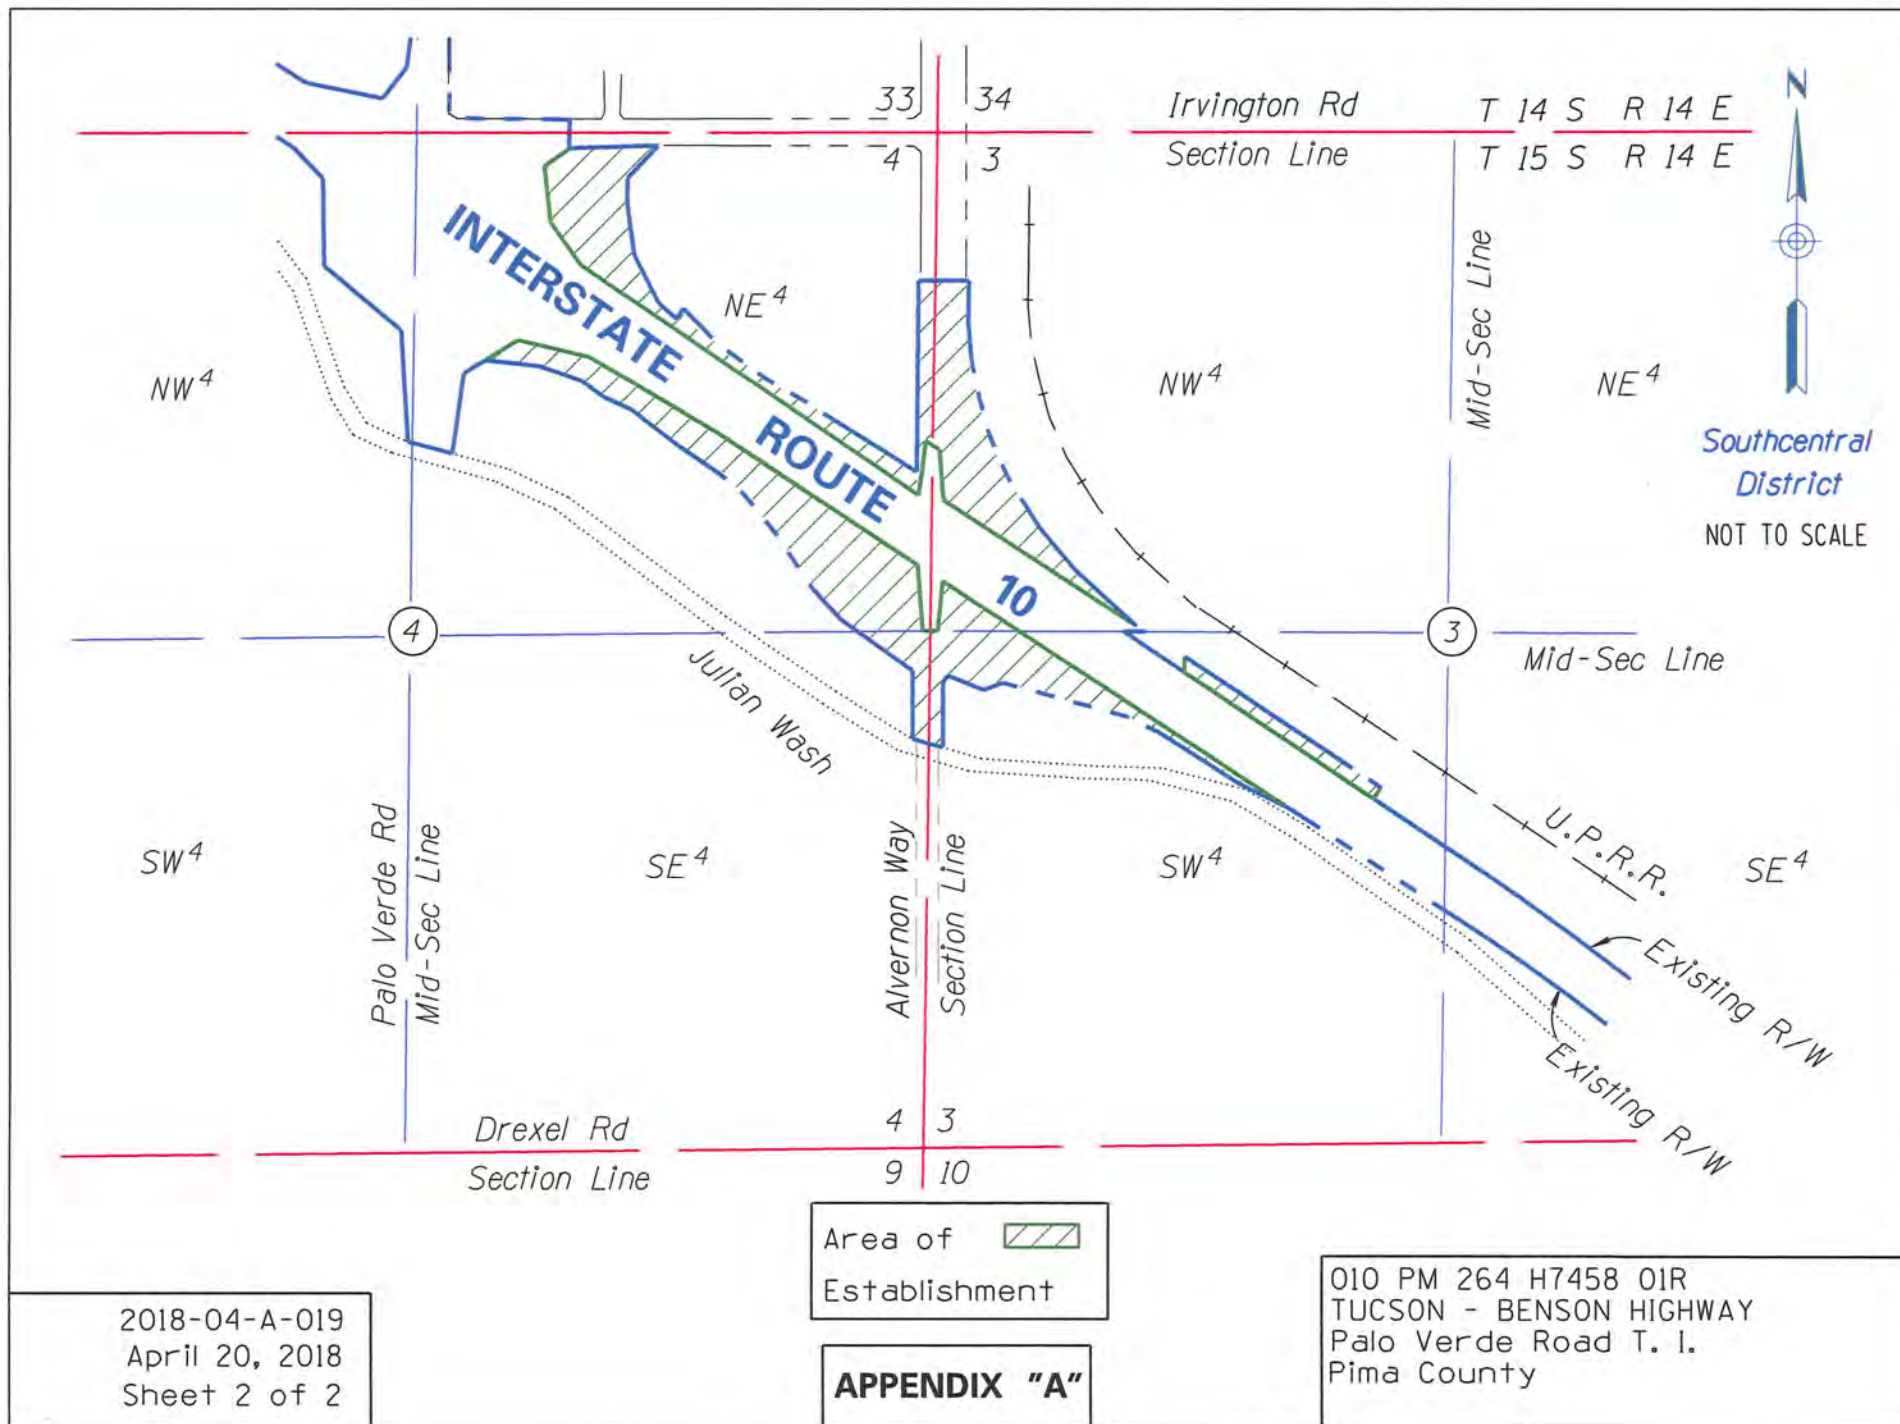 33 34
Irvington Rd
T 14 S R 14 E
N
4 3
Section Line
T 15 S R 14 E
INTERSTATE
ROUTE
10
NE⁴
Mid-Sec Line
NW⁴
NW⁴
NE⁴
Southcentral
District
NOT TO SCALE
4
3
Mid-Sec Line
Julian Wash
U.P.R.R.
SW⁴
Palo Verde Rd
Mid-Sec Line
SE⁴
Alvernon Way
Section Line
SW⁴
SE⁴
Existing R/W
Existing R/W
Drexel Rd
Section Line
4 3
9 10
Area of
Establishment
APPENDIX "A"
2018-04-A-019
April 20, 2018
Sheet 2 of 2
010 PM 264 H7458 01R
TUCSON - BENSON HIGHWAY
Palo Verde Road T. I.
Pima County